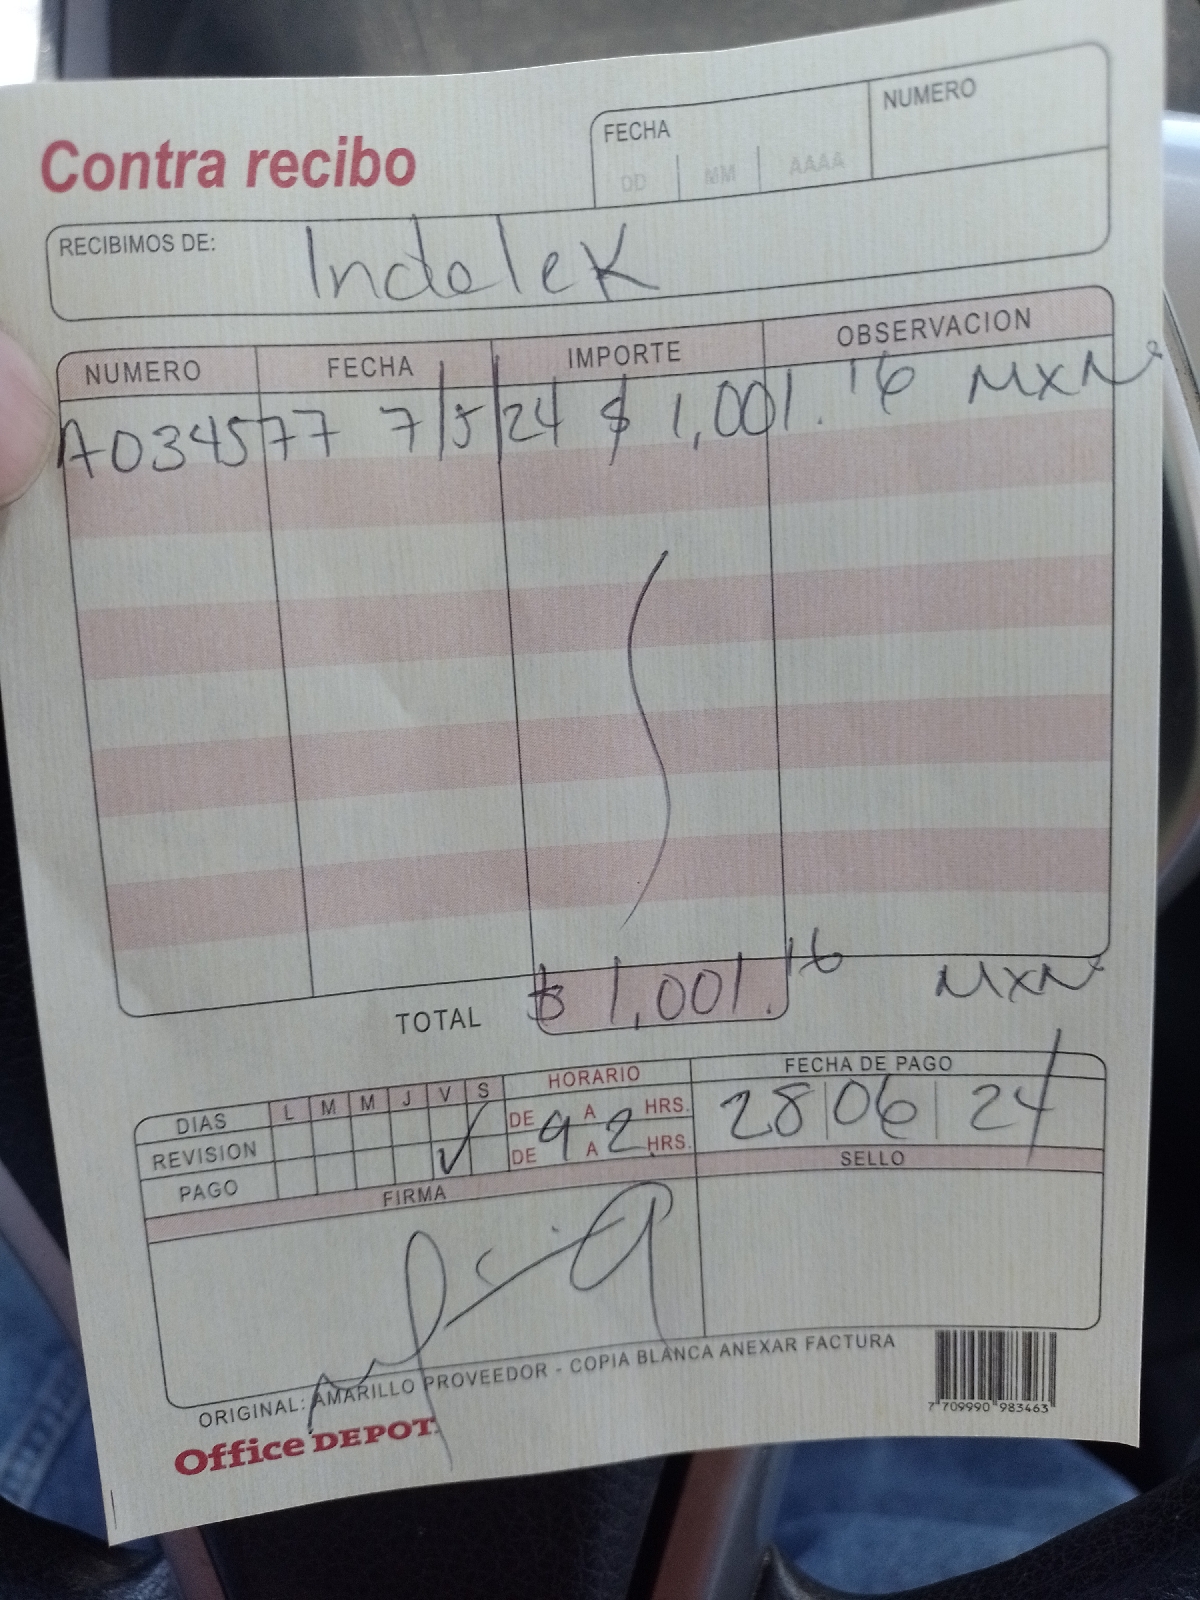 Contra recibo
FECHA
NUMERO
DD MM AAAA
RECIBIMOS DE: Indelek
NUMERO FECHA IMPORTE OBSERVACION
A034577 7/5/24 $ 1,001.16 MXN
TOTAL $ 1,001.16 MXN
DIAS L M M J V S HORARIO FECHA DE PAGO
REVISION DE A HRS. 28 06 24
PAGO DE 9 A 2 HRS.
FIRMA SELLO
ORIGINAL: AMARILLO PROVEEDOR - COPIA BLANCA ANEXAR FACTURA
7 709990 983463
Office DEPOT